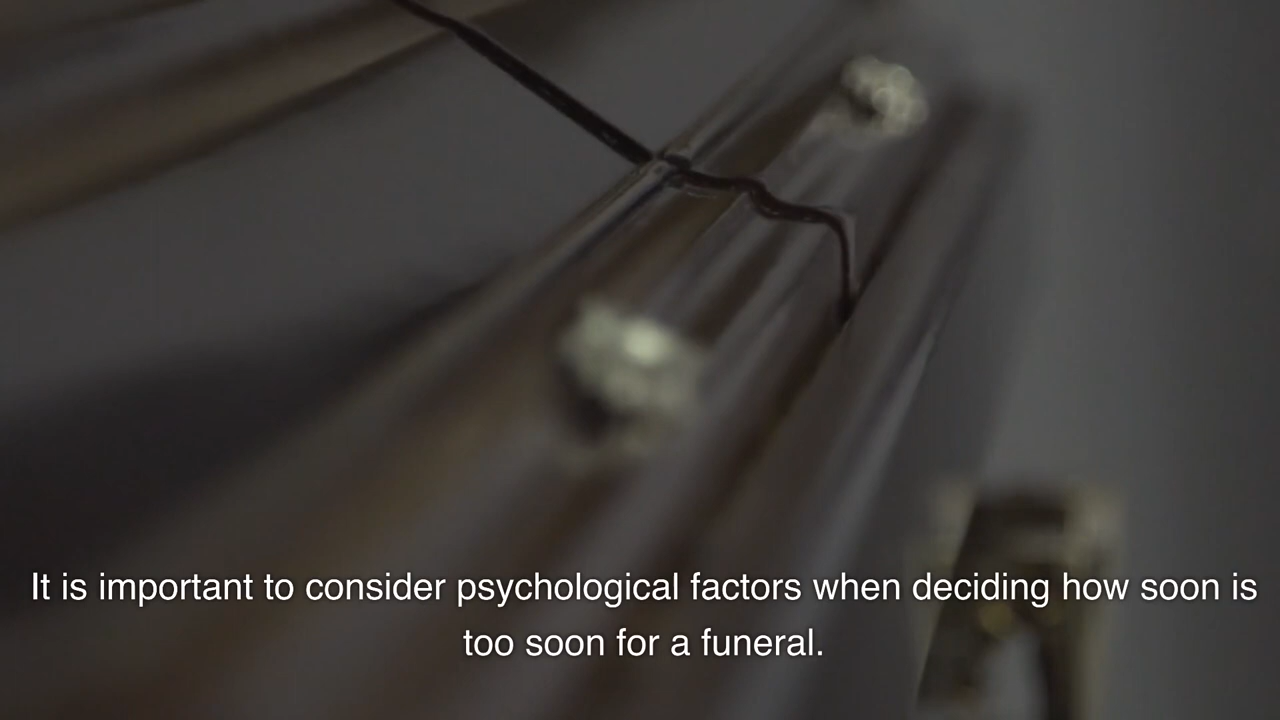 It is important to consider psychological factors when deciding how soon is
too soon for a funeral.